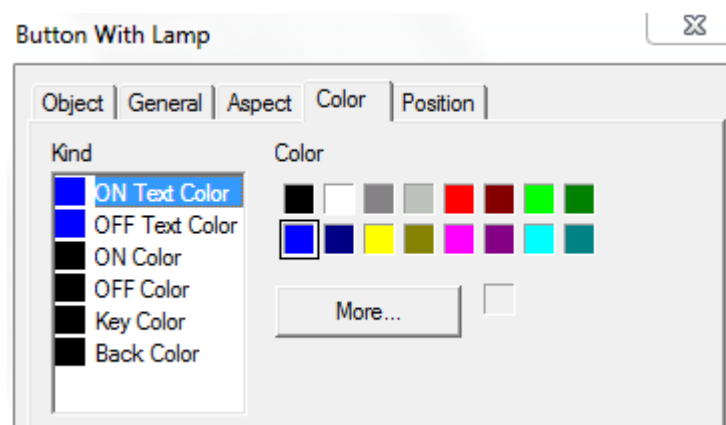 Button With Lamp
Object General Aspect Color Position
Kind
Color
ON Text Color
OFF Text Color
ON Color
OFF Color
Key Color
Back Color
More...